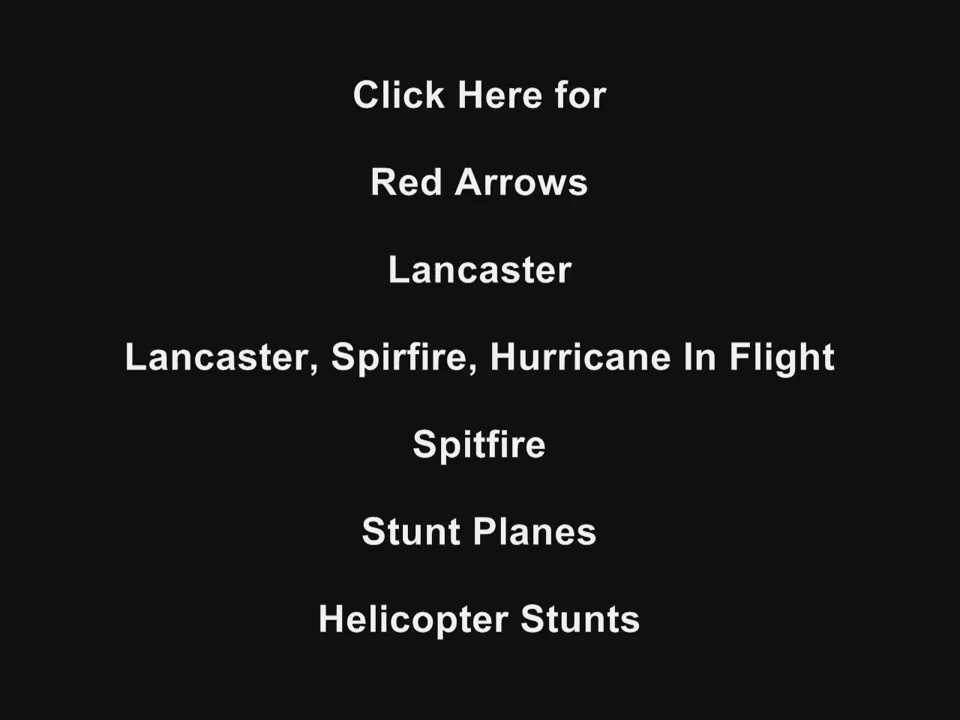 Click Here for
Red Arrows
Lancaster
Lancaster, Spirfire, Hurricane In Flight
Spitfire
Stunt Planes
Helicopter Stunts